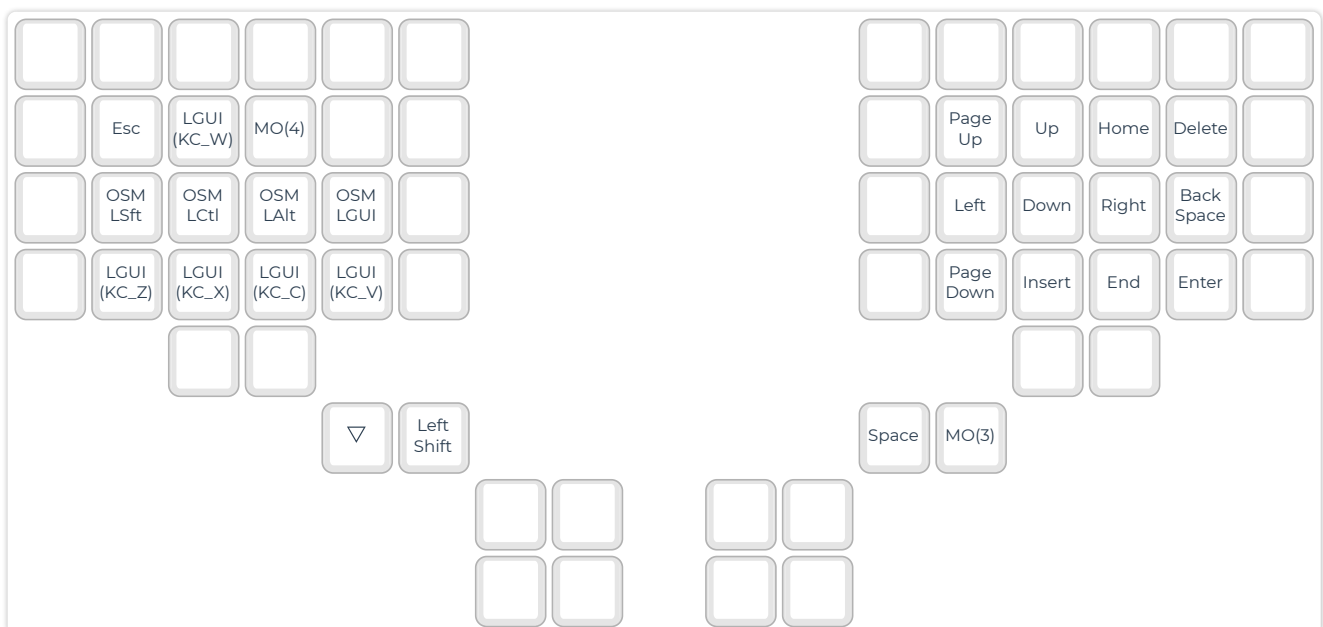 Esc
LGUI
(KC_W)
MO(4)
Page
Up
Up
Home
Delete
OSM
LSft
OSM
LCtl
OSM
LAlt
OSM
LGUI
Left
Down
Right
Back
Space
LGUI
(KC_Z)
LGUI
(KC_X)
LGUI
(KC_C)
LGUI
(KC_V)
Page
Down
Insert
End
Enter
▽
Left
Shift
Space
MO(3)